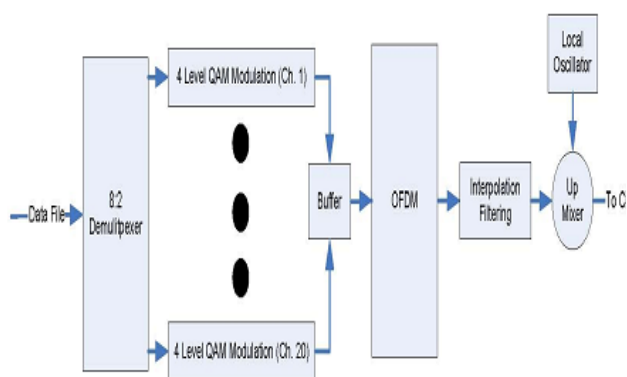 Data File
8:2
Demulitpexer
4 Level QAM Modulation (Ch. 1)
4 Level QAM Modulation (Ch. 20)
Buffer
OFDM
Interpolation
Filtering
Local
Oscillator
Up
Mixer
To C